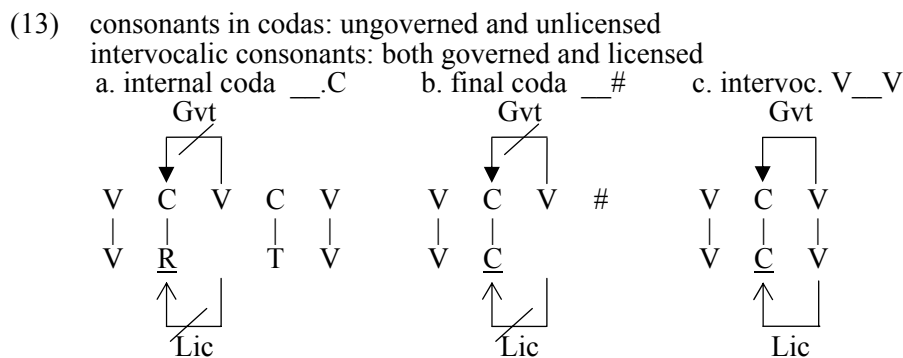 (13) consonants in codas: ungoverned and unlicensed
intervocalic consonants: both governed and licensed
a. internal coda __.C b. final coda __# c. intervoc. V__V
Gvt Gvt Gvt
V C V C V V C V # V C V
V R T V V C V C V
Lic Lic Lic